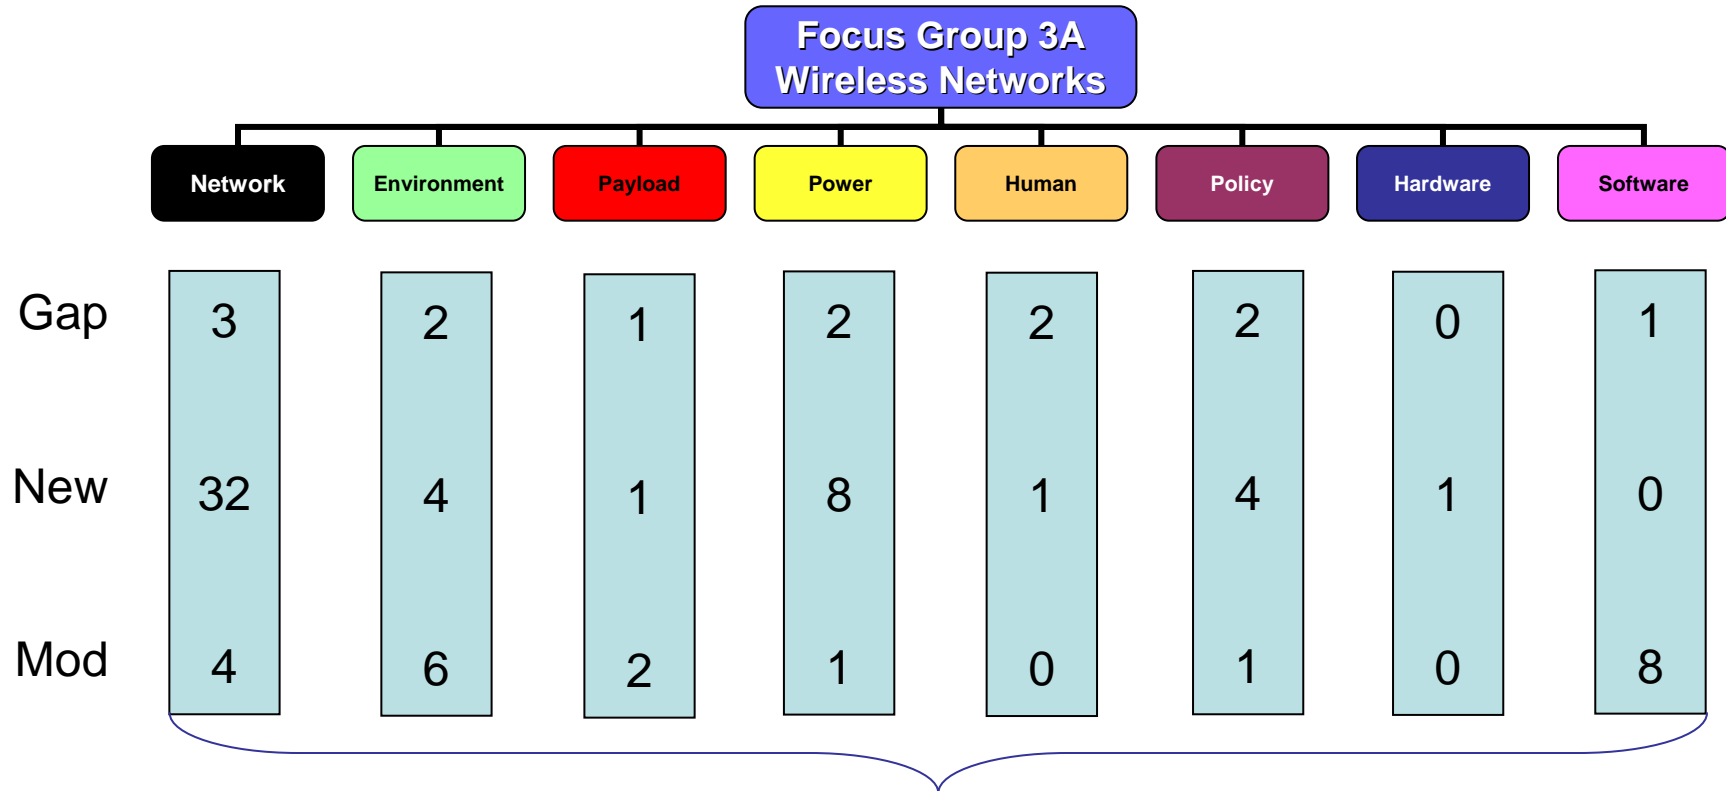 Focus Group 3A
Wireless Networks
Network Environment Payload Power Human Policy Hardware Software
Gap 3 2 1 2 2 2 0 1
New 32 4 1 8 1 4 1 0
Mod 4 6 2 1 0 1 0 8